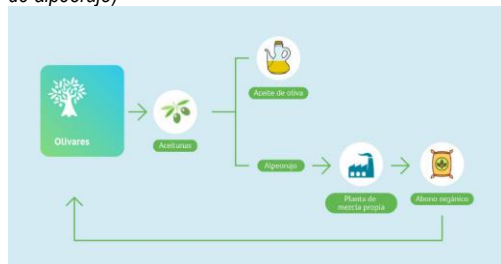 de alpeorujo)
Aceite de oliva
Olivares
Aceitunas
Alpeorujo
Planta de
mezcla propia
Abono orgánico